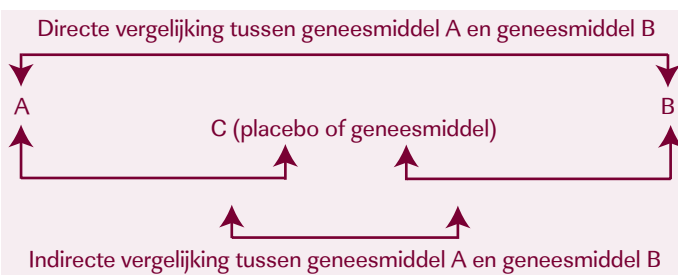 Directe vergelijking tussen geneesmiddel A en geneesmiddel B
A
B
C (placebo of geneesmiddel)
Indirecte vergelijking tussen geneesmiddel A en geneesmiddel B